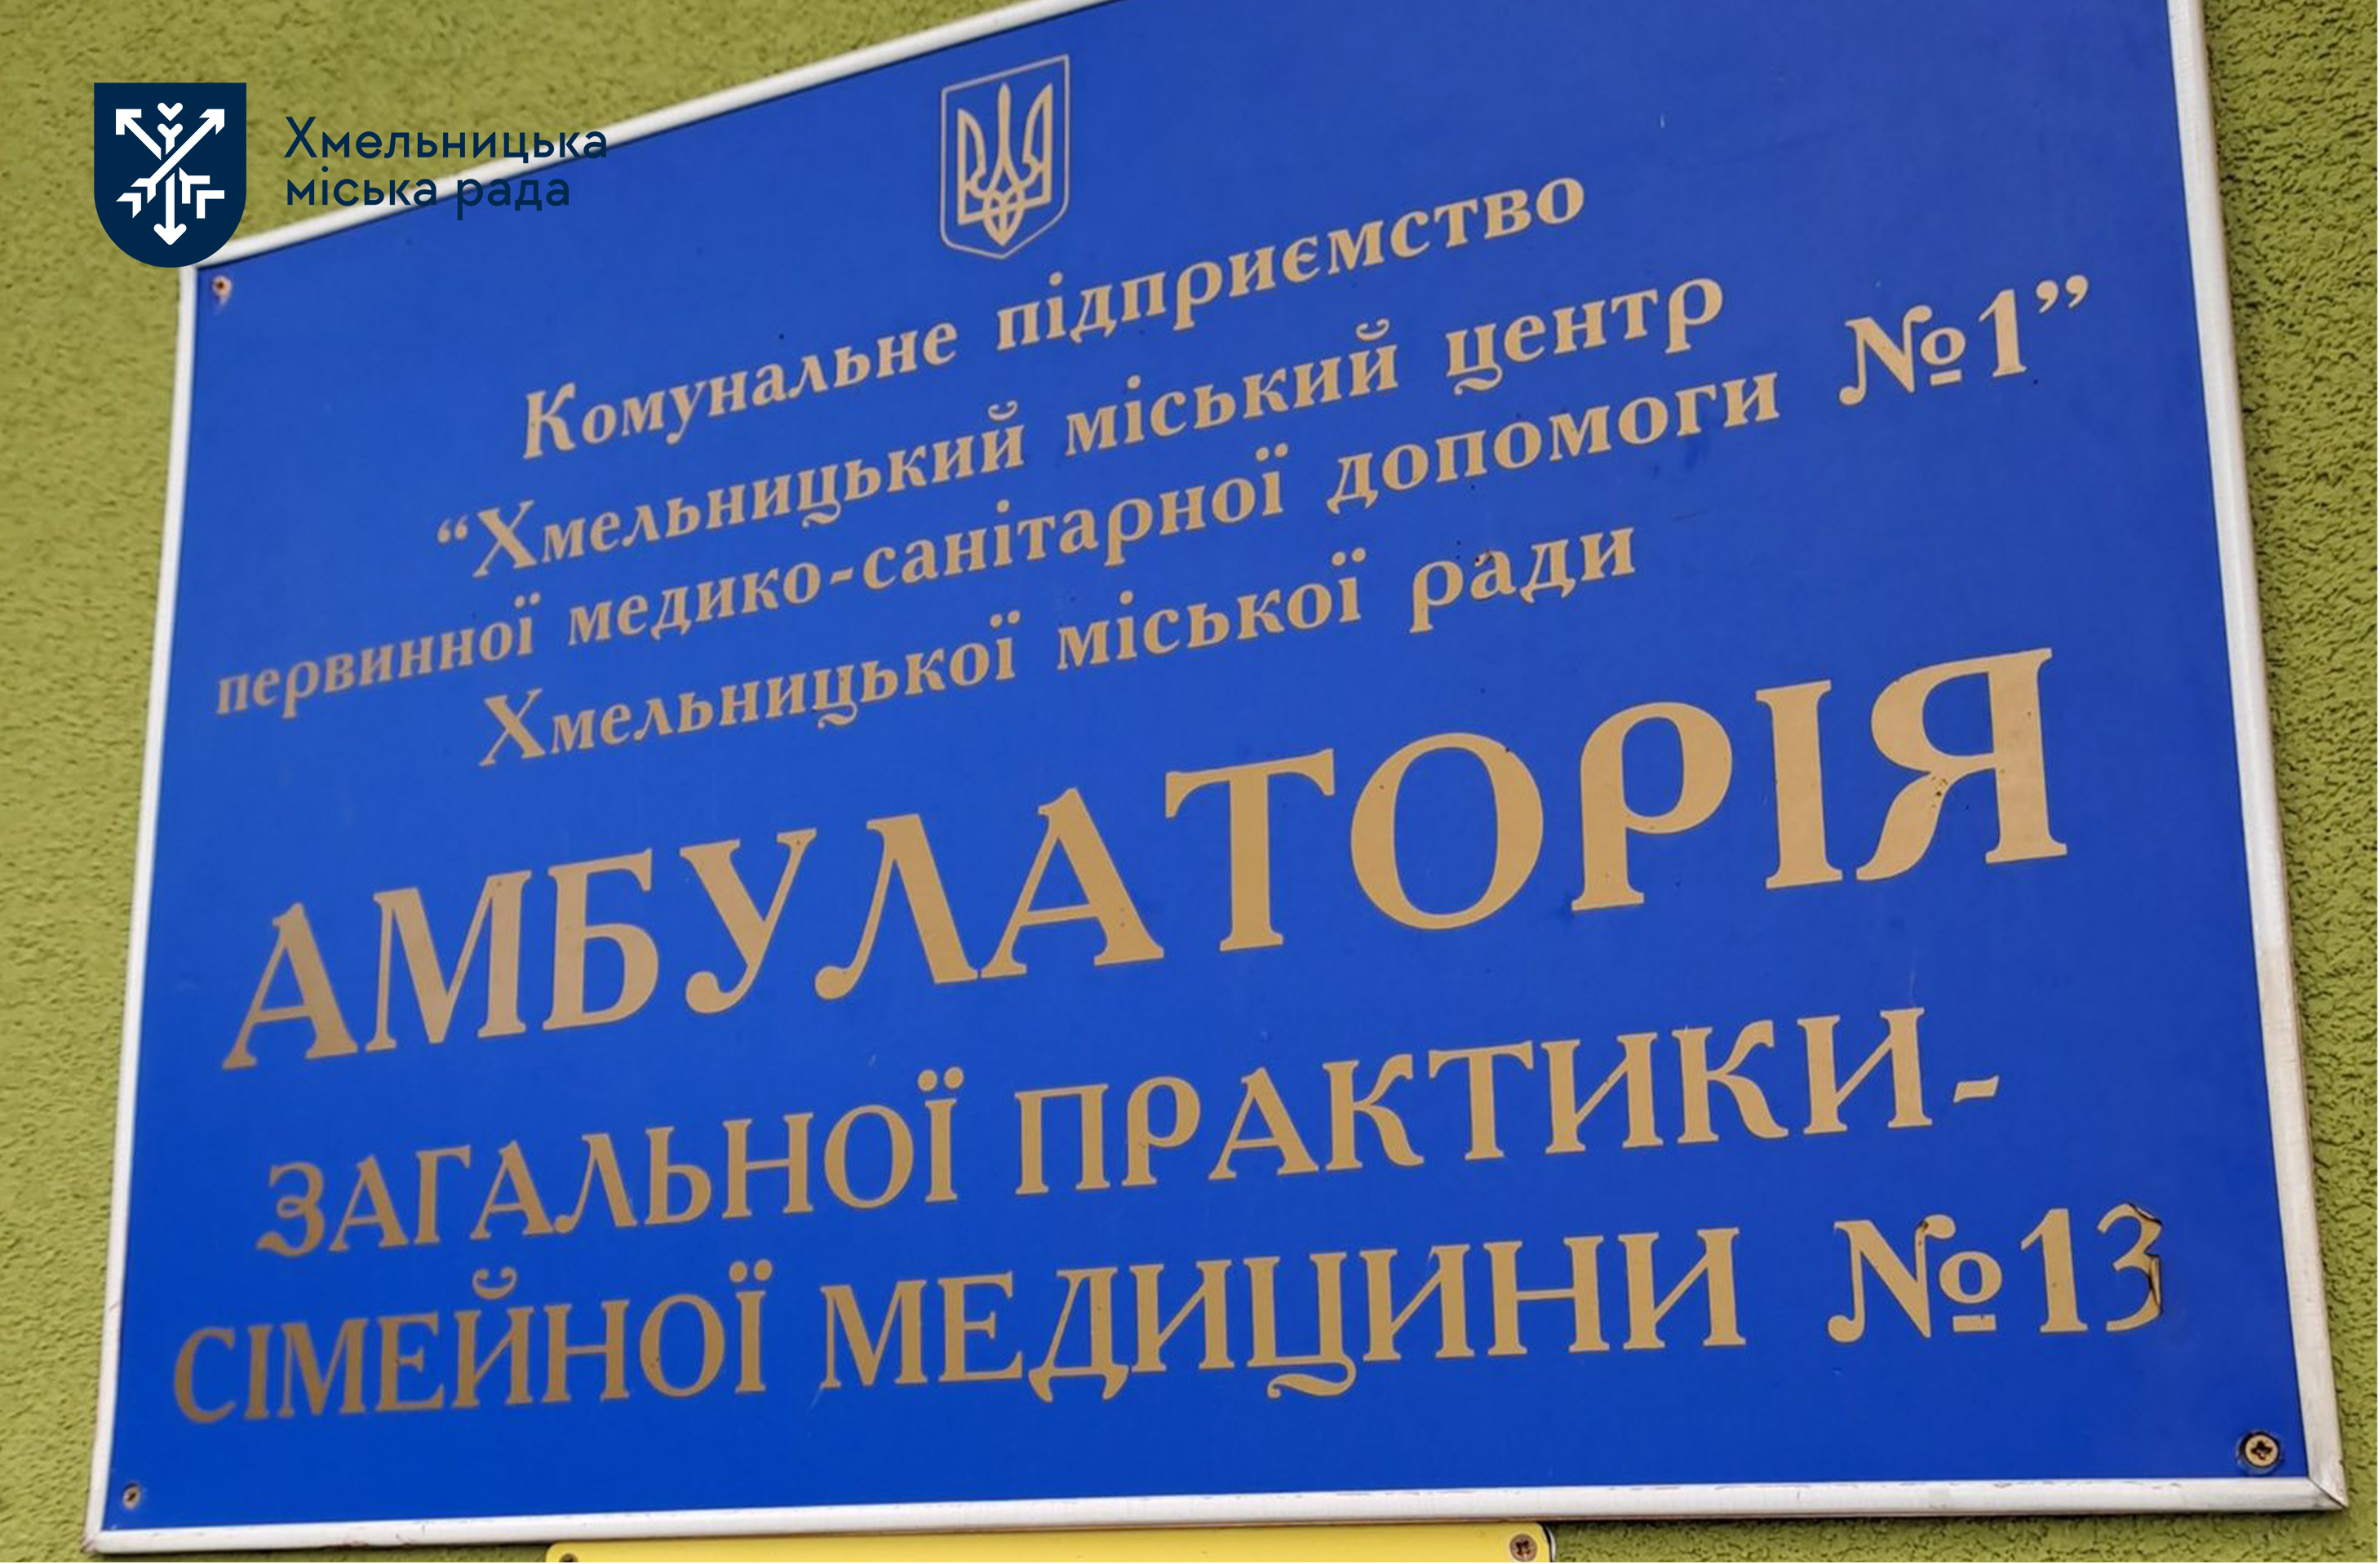 Хмельницька
міська рада
Комунальне підприємство
“Хмельницький міський центр
первинної медико-санітарної допомоги №1”
Хмельницької міської ради
АМБУЛАТОРІЯ
ЗАГАЛЬНОЇ ПРАКТИКИ-
СІМЕЙНОЇ МЕДИЦИНИ №13